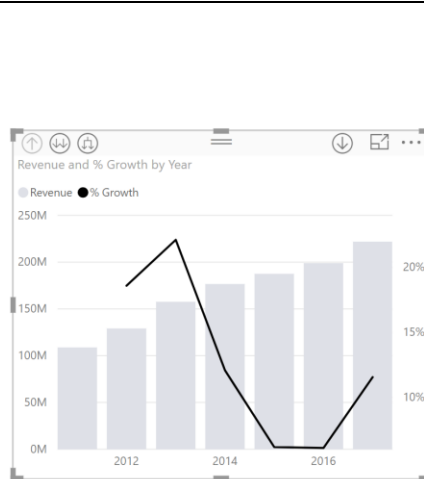 Revenue and % Growth by Year
Revenue % Growth
250M
200M
150M
100M
50M
0M
20%
15%
10%
2012 2014 2016